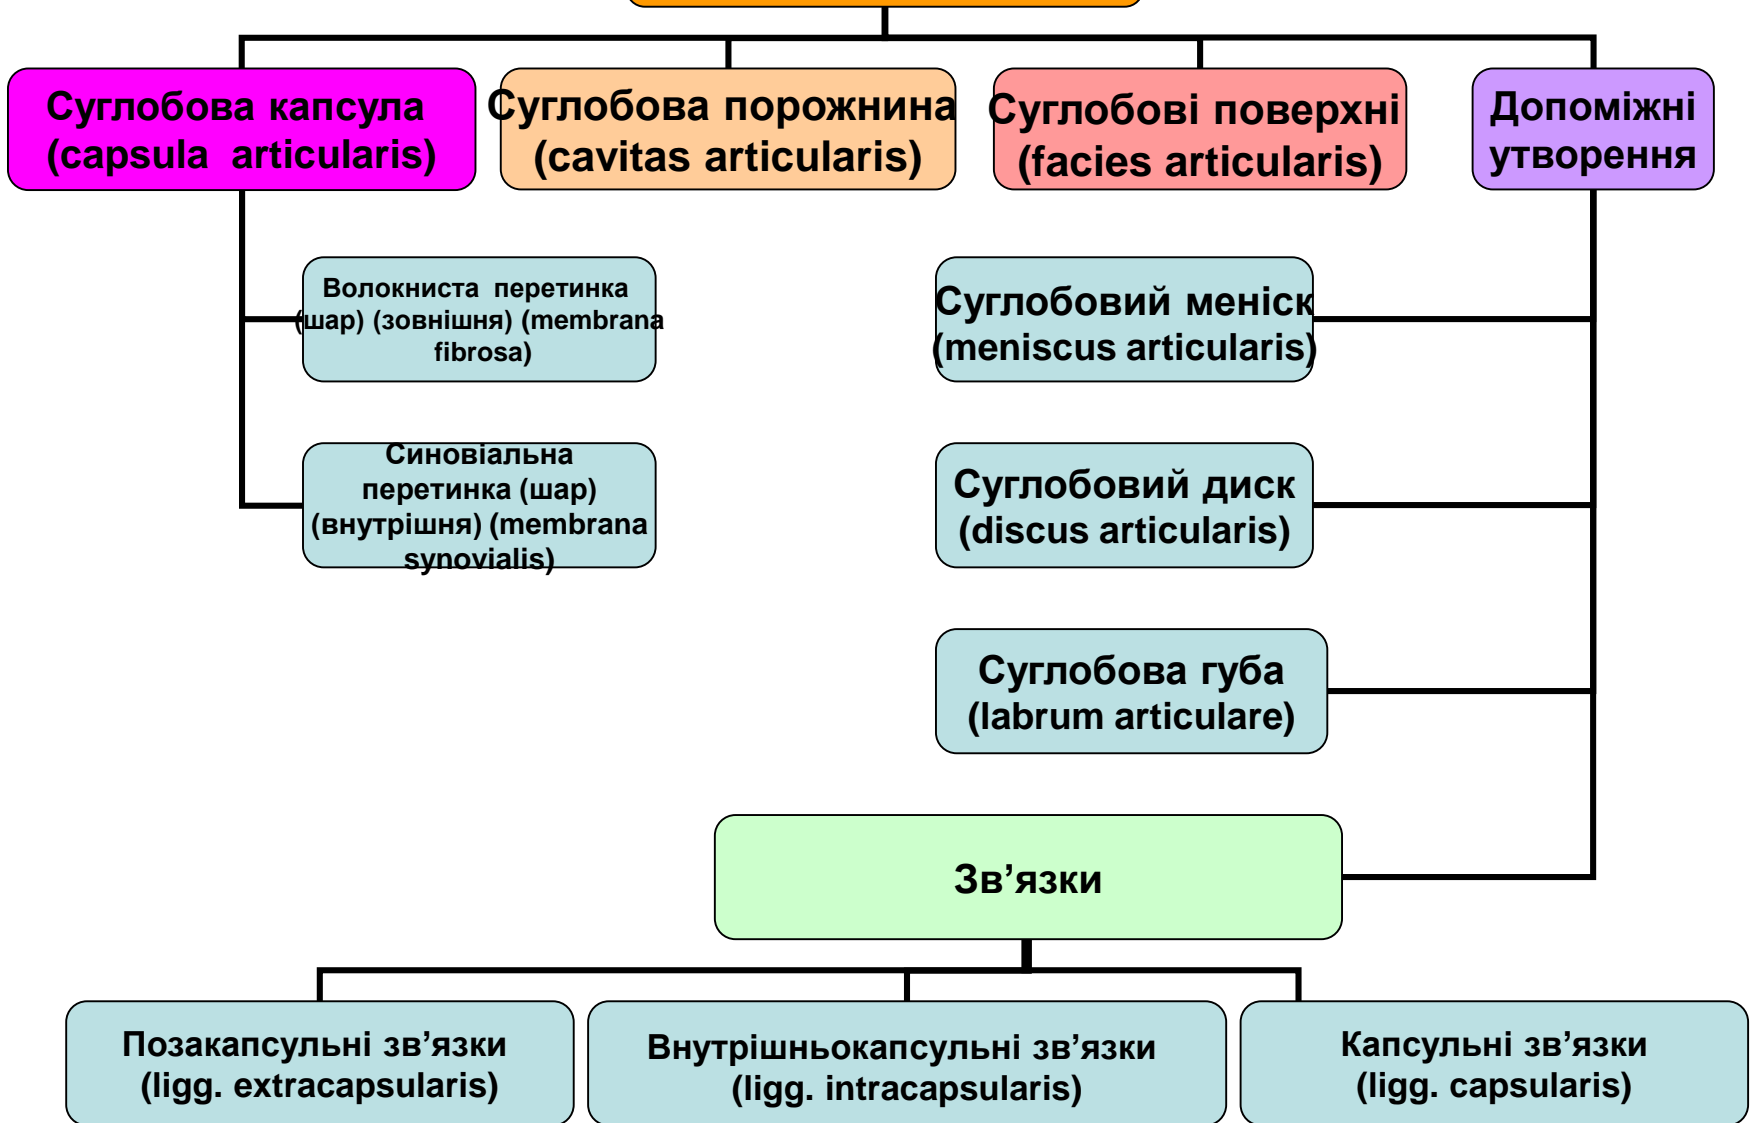 Суглобова капсула
(capsula articularis)
Суглобова порожнина
(cavitas articularis)
Суглобові поверхні
(facies articularis)
Допоміжні
утворення
Волокниста перетинка
(шар) (зовнішня) (membrana
fibrosa)
Суглобовий меніск
(meniscus articularis)
Синовіальна
перетинка (шар)
(внутрішня) (membrana
synovialis)
Суглобовий диск
(discus articularis)
Суглобова губа
(labrum articulare)
Зв’язки
Позакапсульні зв’язки
(ligg. extracapsularis)
Внутрішньокапсульні зв’язки
(ligg. intracapsularis)
Капсульні зв’язки
(ligg. capsularis)